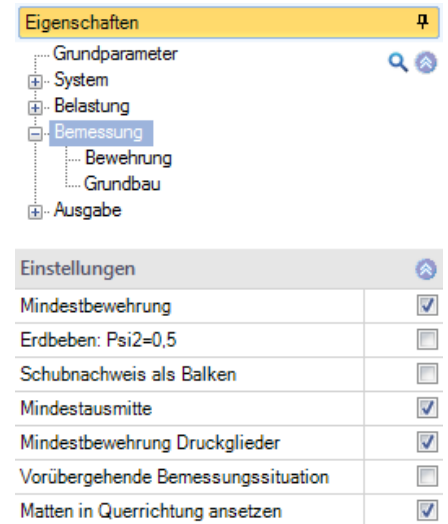 Eigenschaften
Grundparameter
System
Belastung
Bemessung
Bewehrung
Grundbau
Ausgabe
Einstellungen
Mindestbewehrung
Erdbeben: Psi2=0,5
Schubnachweis als Balken
Mindestausmitte
Mindestbewehrung Druckglieder
Vorübergehende Bemessungssituation
Matten in Querrichtung ansetzen